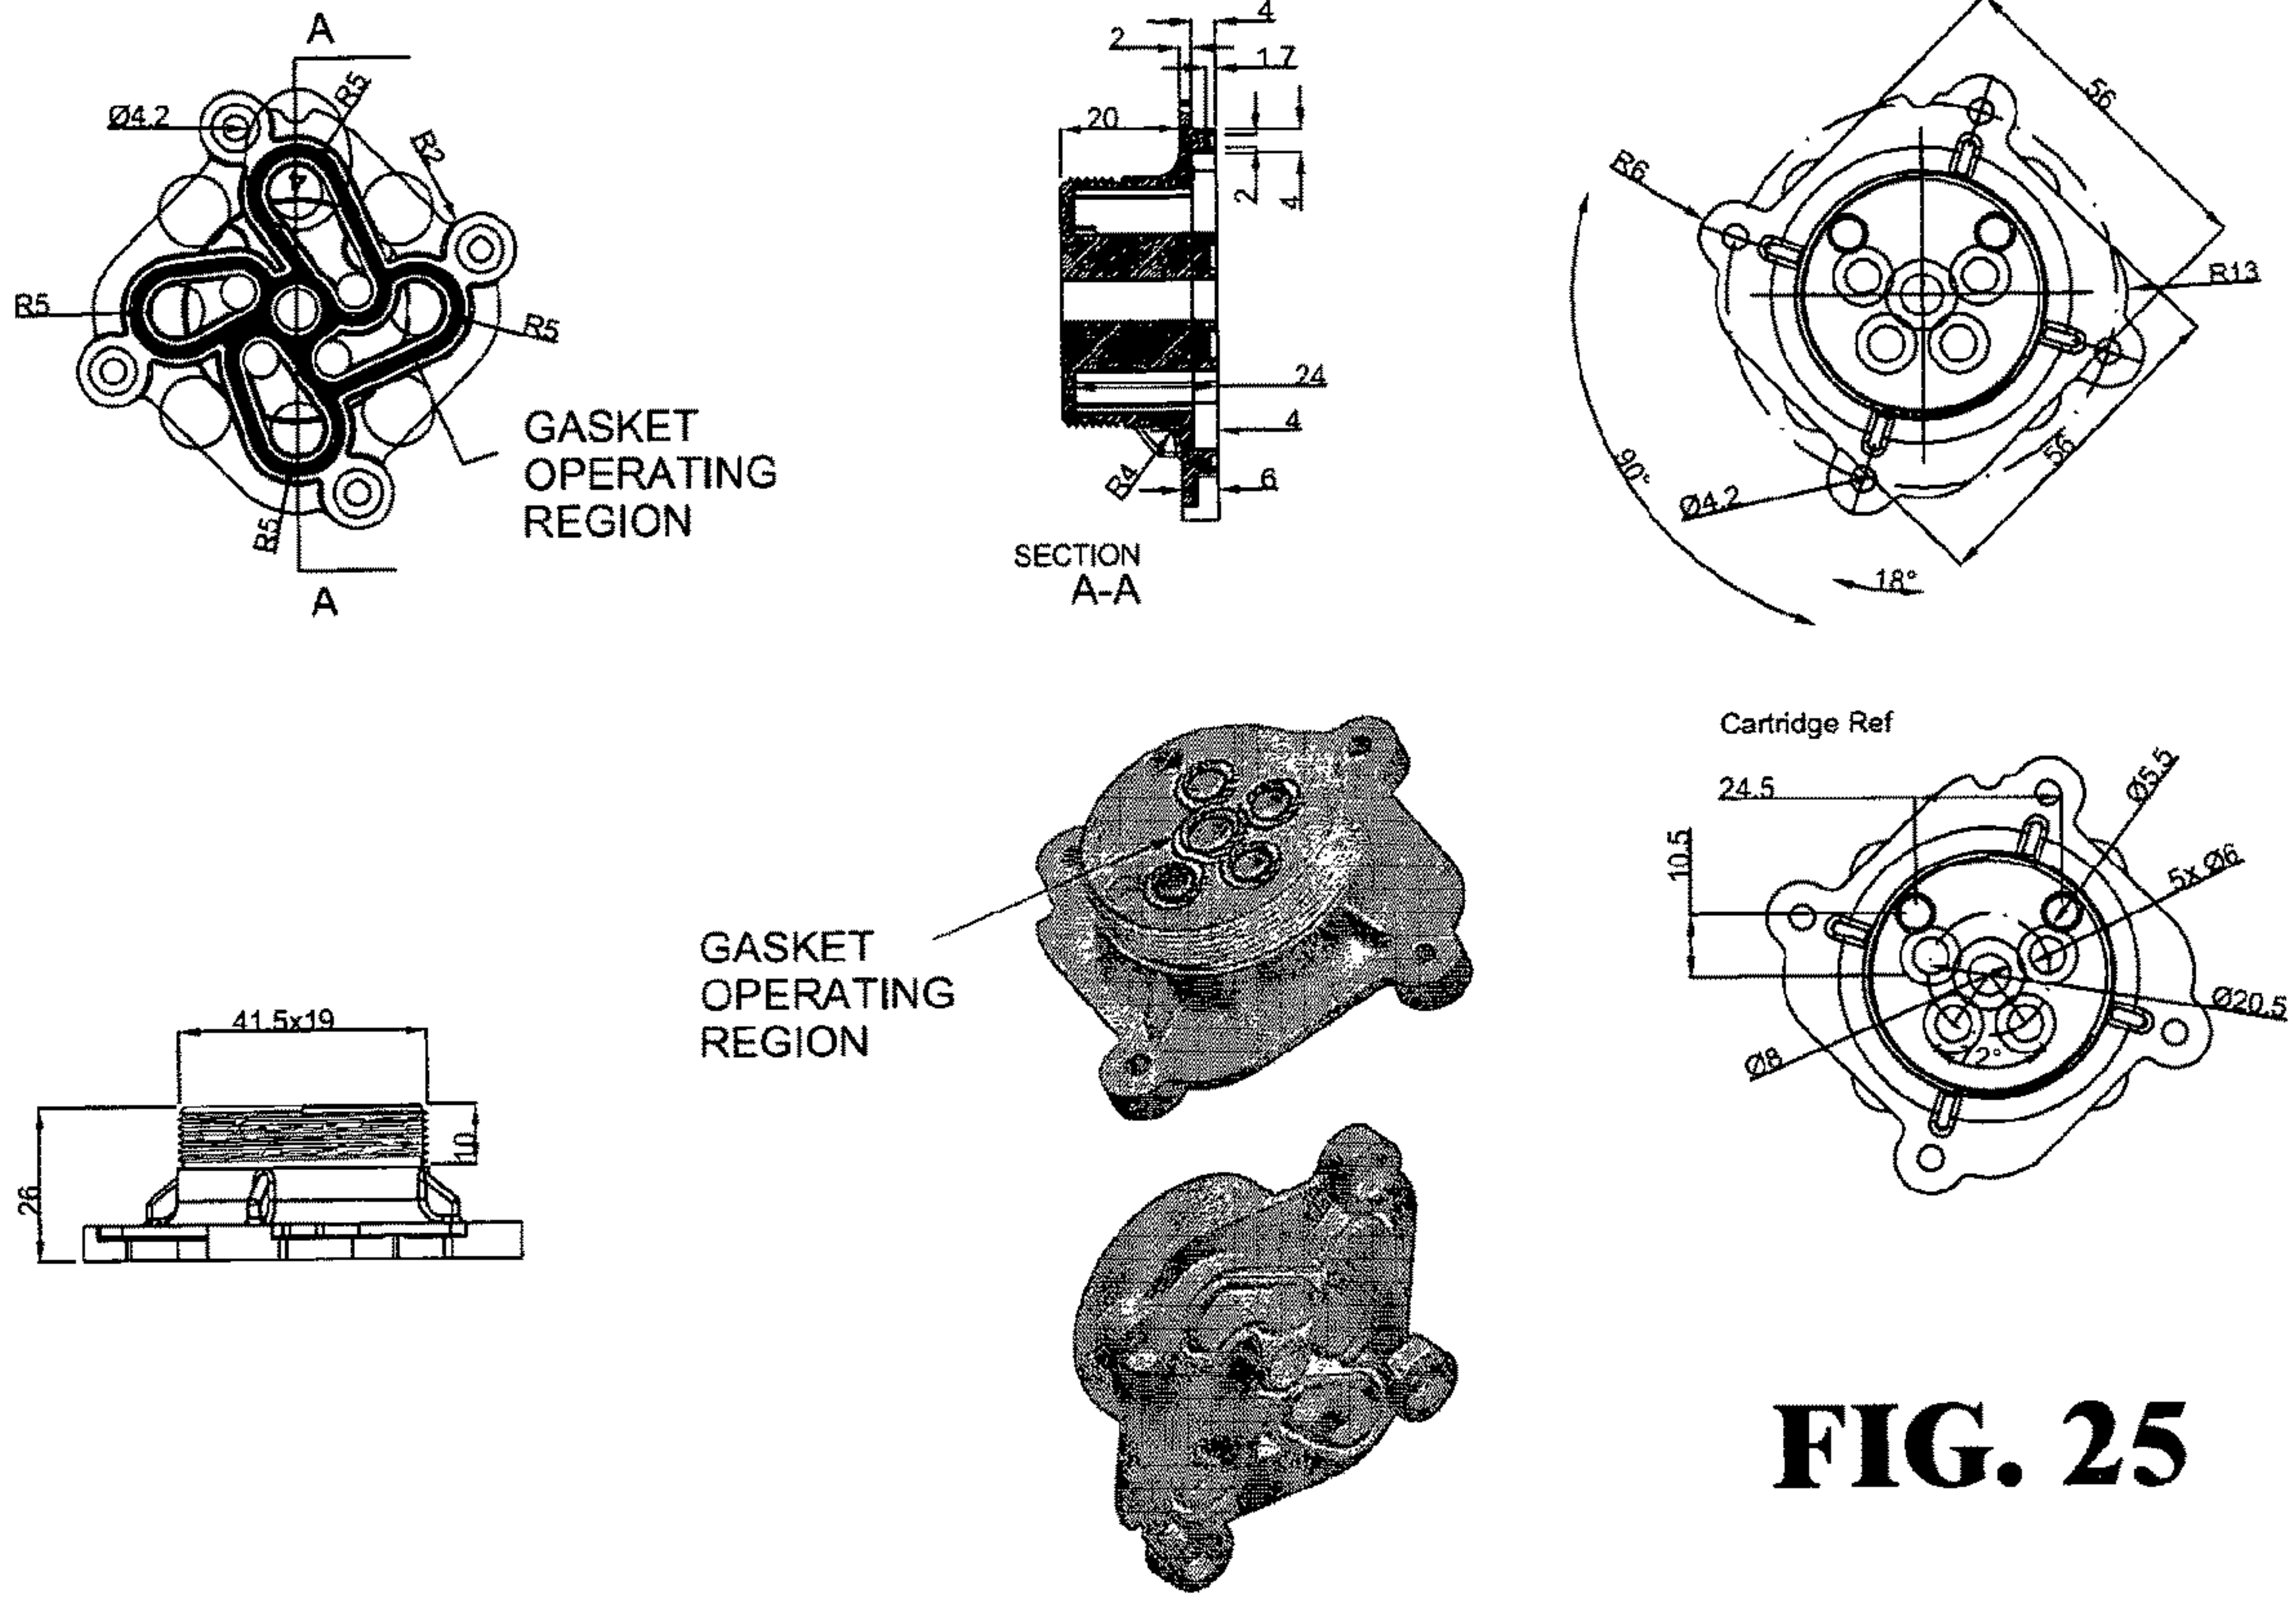 A
Ø4.2
R5
R2
R5
R5
R5
GASKET
OPERATING
REGION
A
4
2
1.7
20
2
4
24
4
R4
6
SECTION
A-A
56
R6
R13
90°
Ø4.2
56
18°
GASKET
OPERATING
REGION
41.5x19
10
26
Cartridge Ref
24.5
Ø5.5
10.5
5x Ø6
Ø20.5
Ø8
FIG. 25